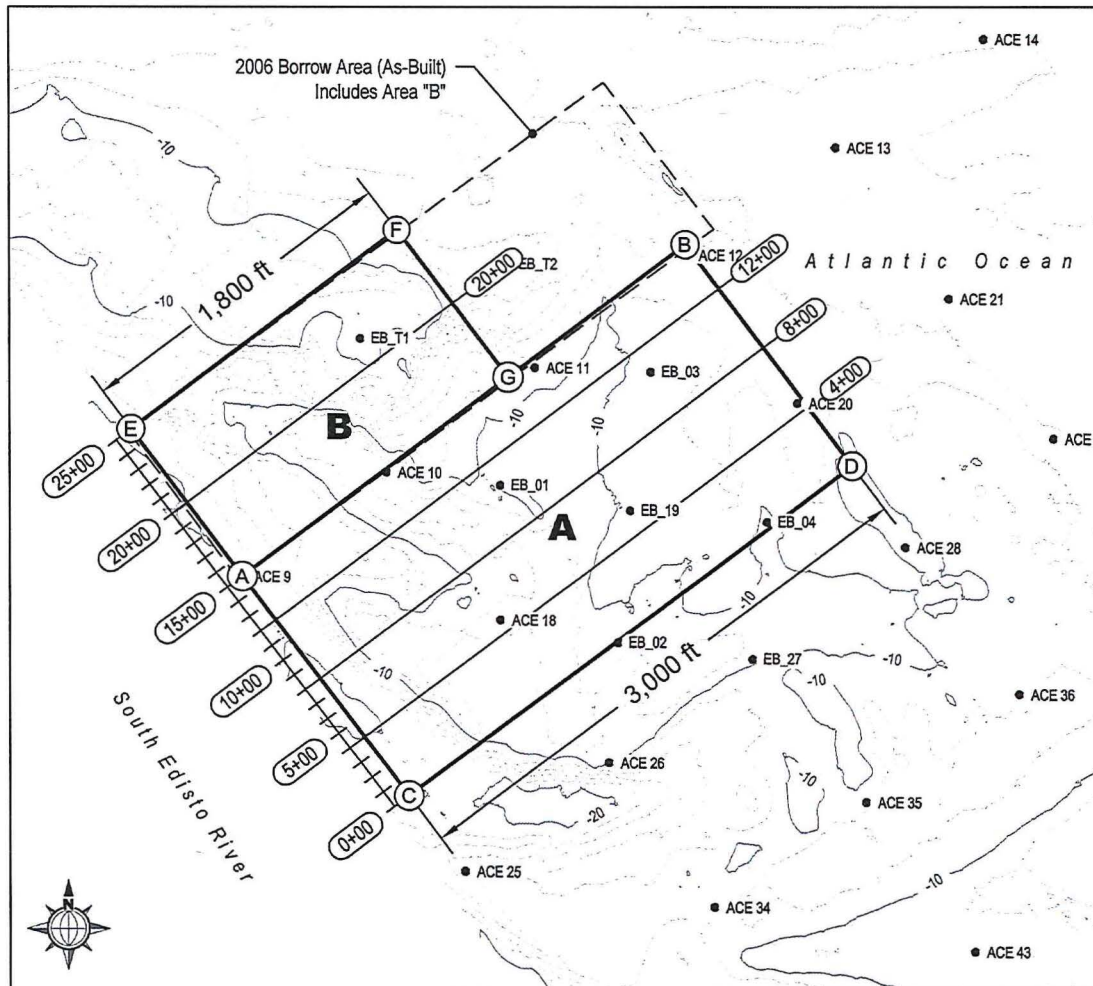 ACE 14
2006 Borrow Area (As-Built)
Includes Area "B"
ACE 13
-10
F
B
ACE 12
1,800 ft
20+00
EB_T2
12+00
Atlantic Ocean
ACE 21
-10
8+00
EB_T1
ACE 11
EB_03
G
-10
4+00
ACE 20
-10
E
B
ACE
25+00
ACE 10
EB_01
D
EB_19
A
EB_04
20+00
ACE 28
A
ACE 9
-10
15+00
ACE 18
EB_02
EB_27
-10
3,000 ft
-10
-10
10+00
ACE 36
South Edisto River
5+00
ACE 26
-10
C
ACE 35
-20
0+00
ACE 25
-10
ACE 34
N
ACE 43